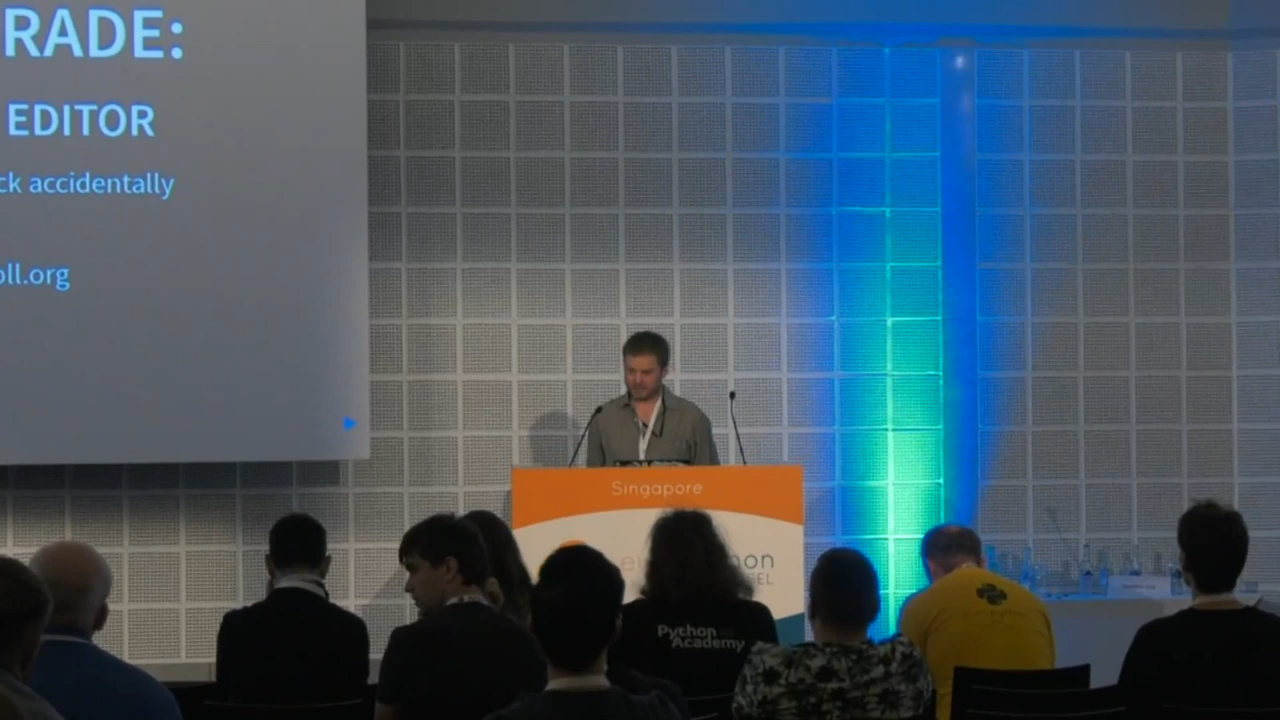 RADE:
EDITOR
ck accidentally
oll.org
Singapore
Python
Academy